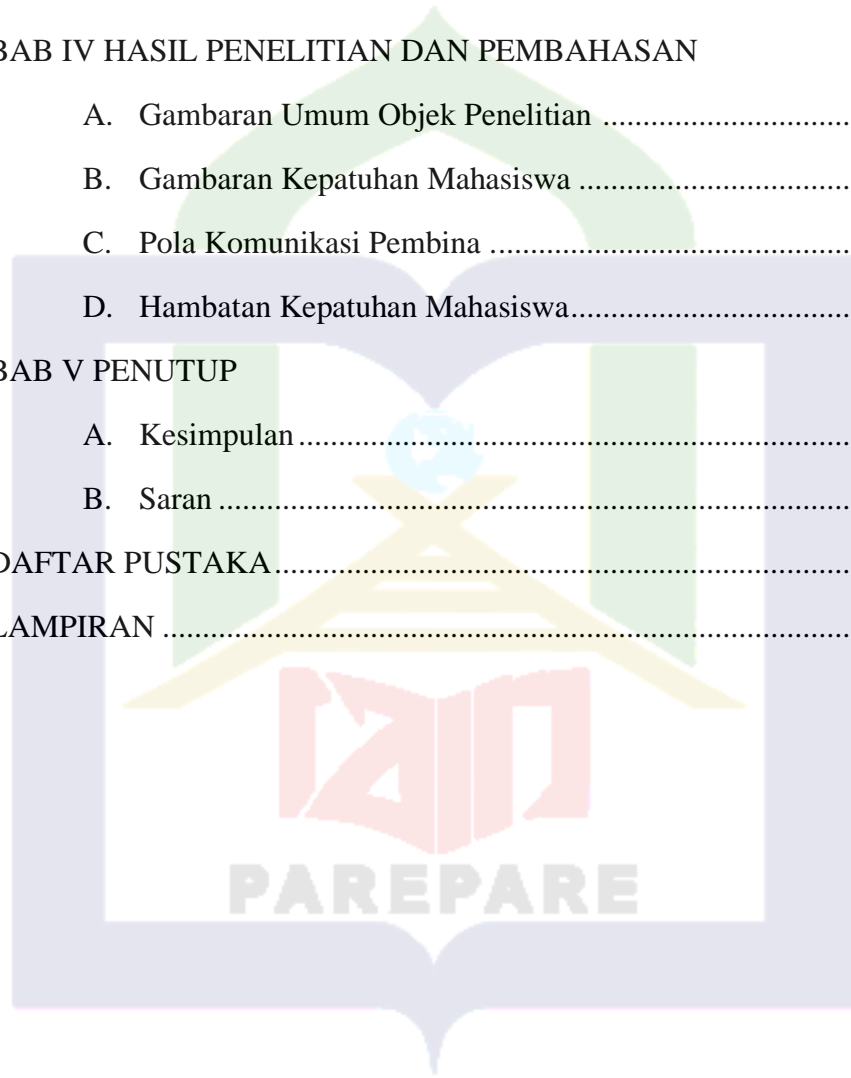 BAB IV HASIL PENELITIAN DAN PEMBAHASAN
A. Gambaran Umum Objek Penelitian ...............................
B. Gambaran Kepatuhan Mahasiswa ..................................
C. Pola Komunikasi Pembina .............................................
D. Hambatan Kepatuhan Mahasiswa...................................
BAB V PENUTUP
A. Kesimpulan .....................................................................
B. Saran ...............................................................................
DAFTAR PUSTAKA........................................................................
LAMPIRAN ......................................................................................
IAIN
PAREPARE